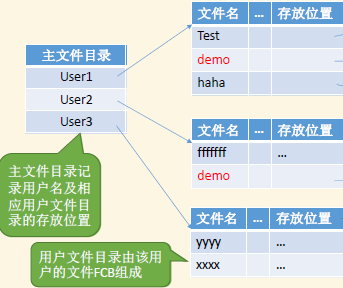 文件名 ... 存放位置
Test
demo
haha
主文件目录
User1
User2
User3
文件名 ... 存放位置
fffffff ...
demo
主文件目录记
录用户名及相
应用户文件目
录的存放位置
文件名 ... 存放位置
yyyy ...
xxxx ...
用户文件目录由该用
户的文件FCB组成